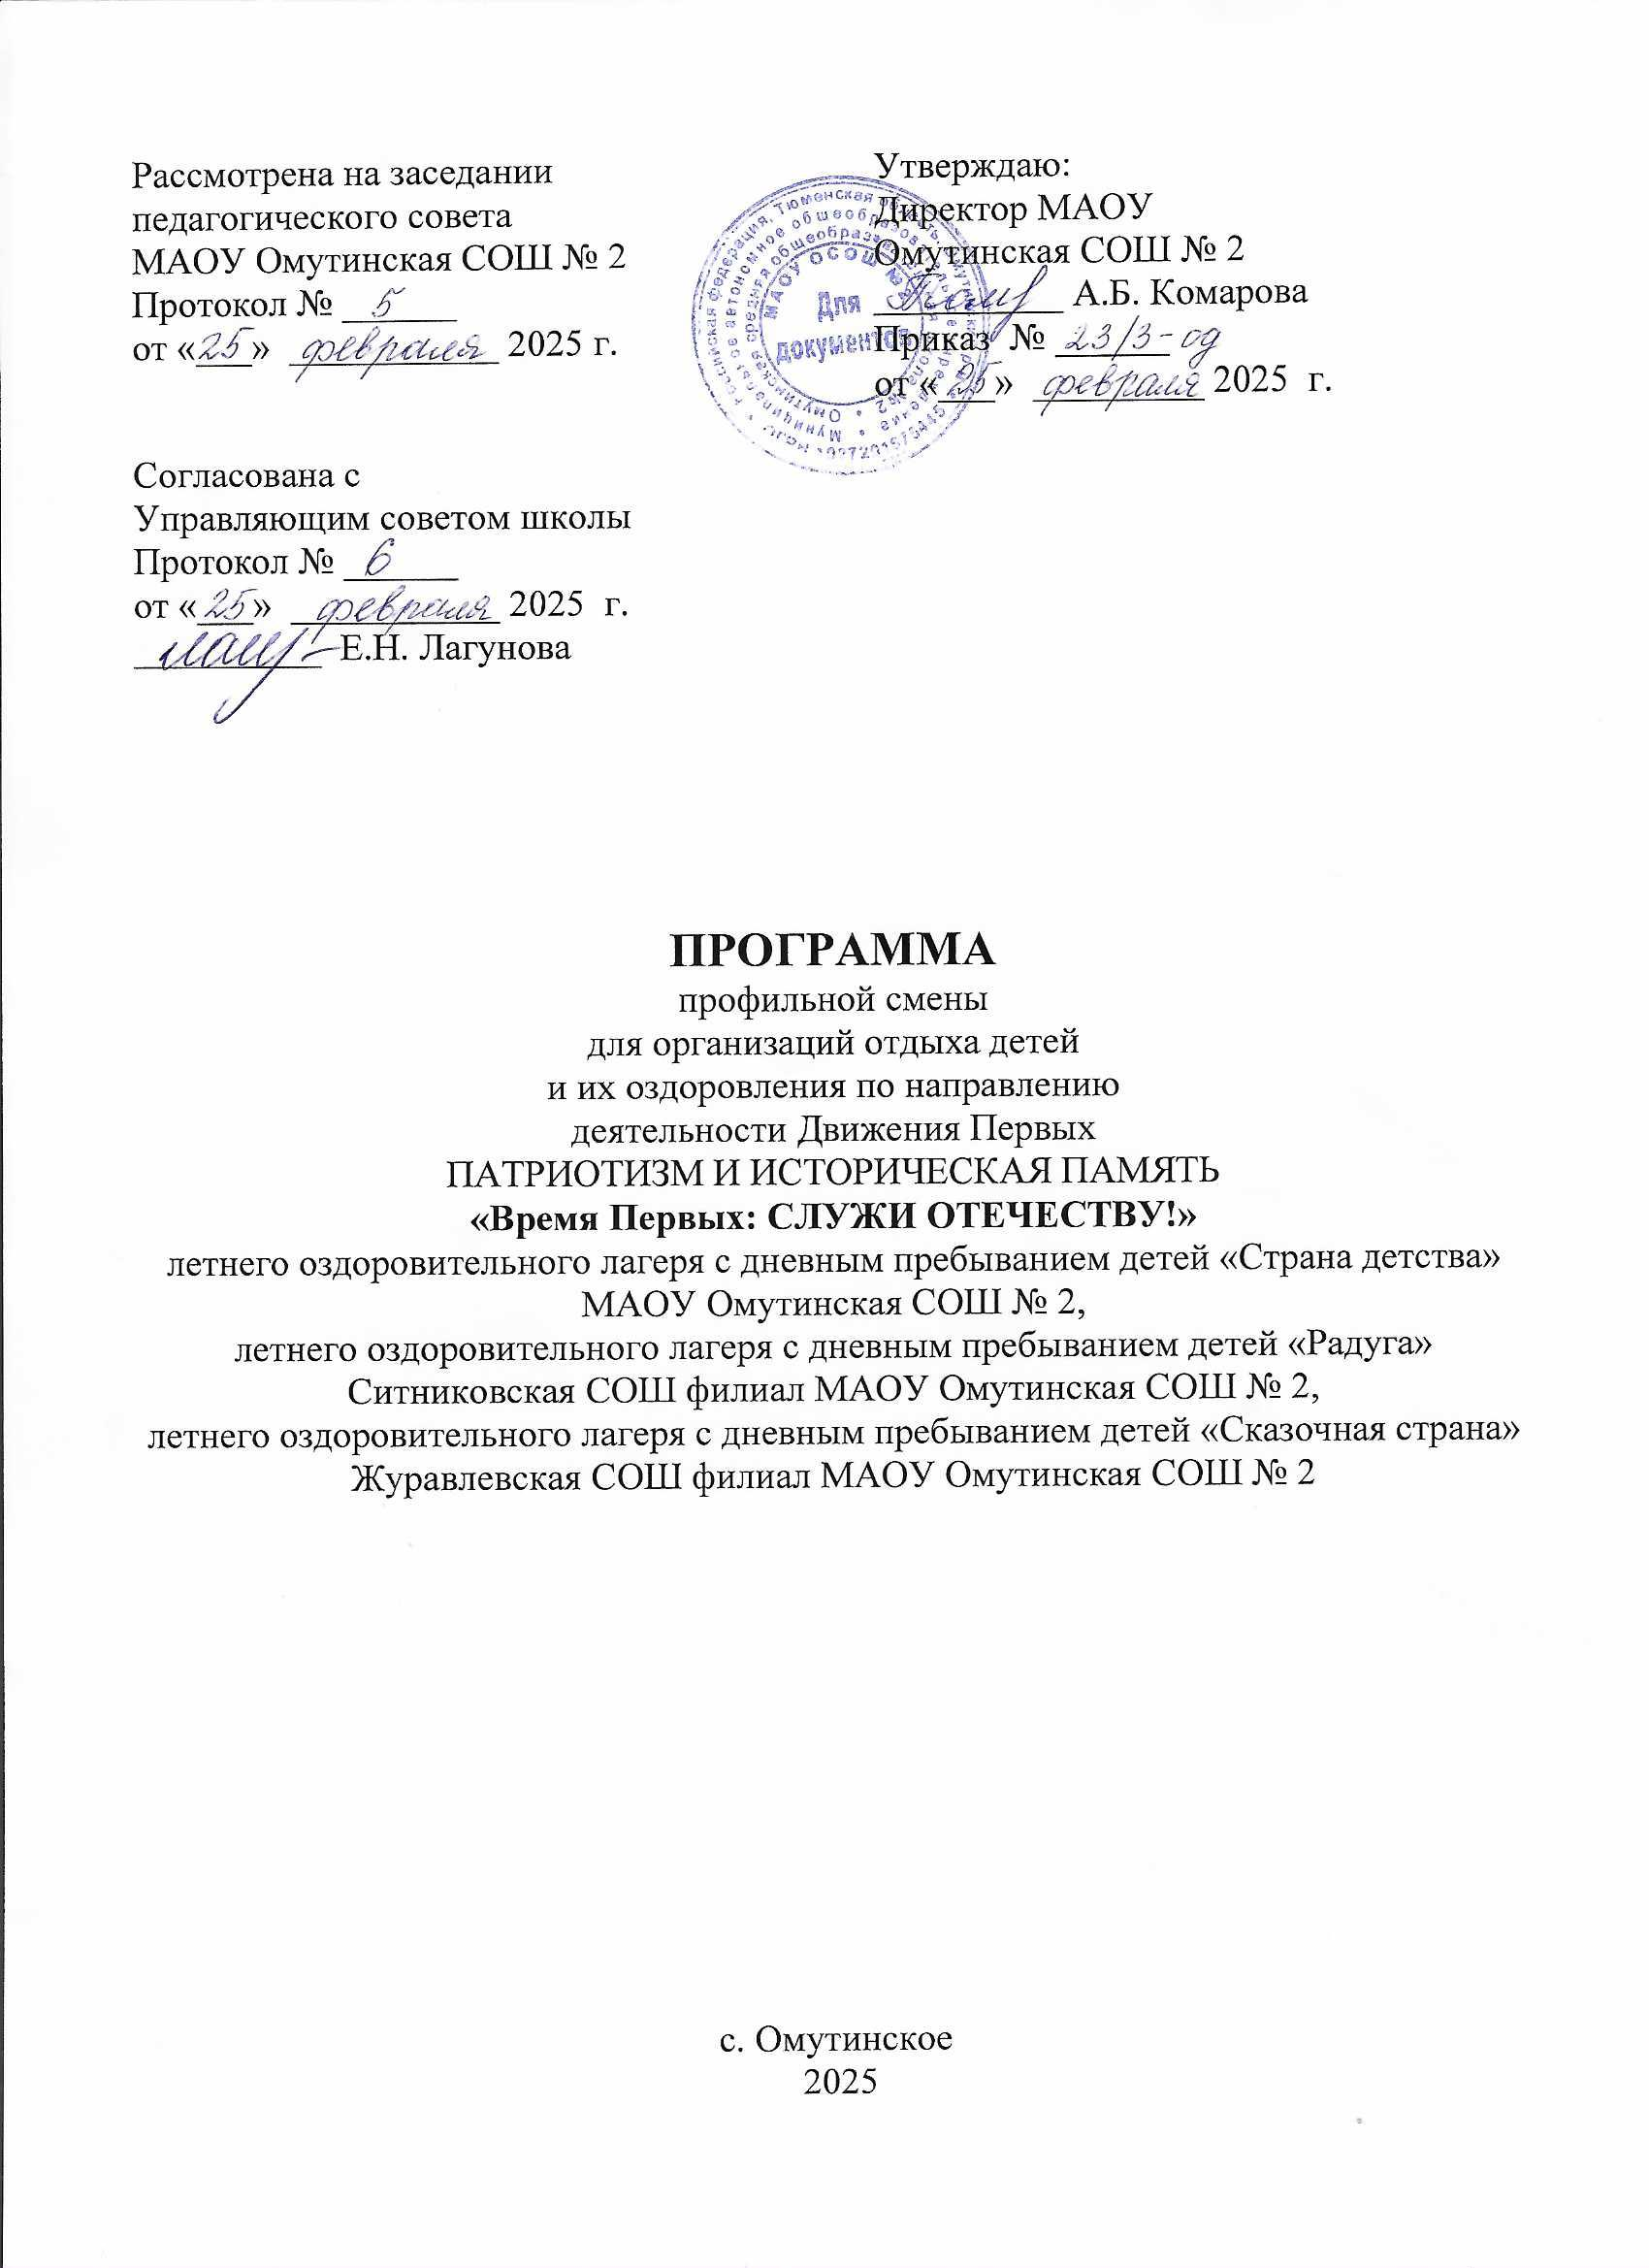 Рассмотрена на заседании
педагогического совета
МАОУ Омутинская СОШ № 2
Протокол № 5
от «25» февраля 2025 г.
Утверждаю:
Директор МАОУ
Омутинская СОШ № 2
А.Б. Комарова
Приказ № 23/3-од
от «25» февраля 2025 г.
МАОУ ОСОШ №2
Для
документов
Согласована с
Управляющим советом школы
Протокол № 6
от «25» февраля 2025 г.
Е.Н. Лагунова
ПРОГРАММА
профильной смены
для организаций отдыха детей
и их оздоровления по направлению
деятельности Движения Первых
ПАТРИОТИЗМ И ИСТОРИЧЕСКАЯ ПАМЯТЬ
«Время Первых: СЛУЖИ ОТЕЧЕСТВУ!»
летнего оздоровительного лагеря с дневным пребыванием детей «Страна детства»
МАОУ Омутинская СОШ № 2,
летнего оздоровительного лагеря с дневным пребыванием детей «Радуга»
Ситниковская СОШ филиал МАОУ Омутинская СОШ № 2,
летнего оздоровительного лагеря с дневным пребыванием детей «Сказочная страна»
Журавлевская СОШ филиал МАОУ Омутинская СОШ № 2
с. Омутинское
2025